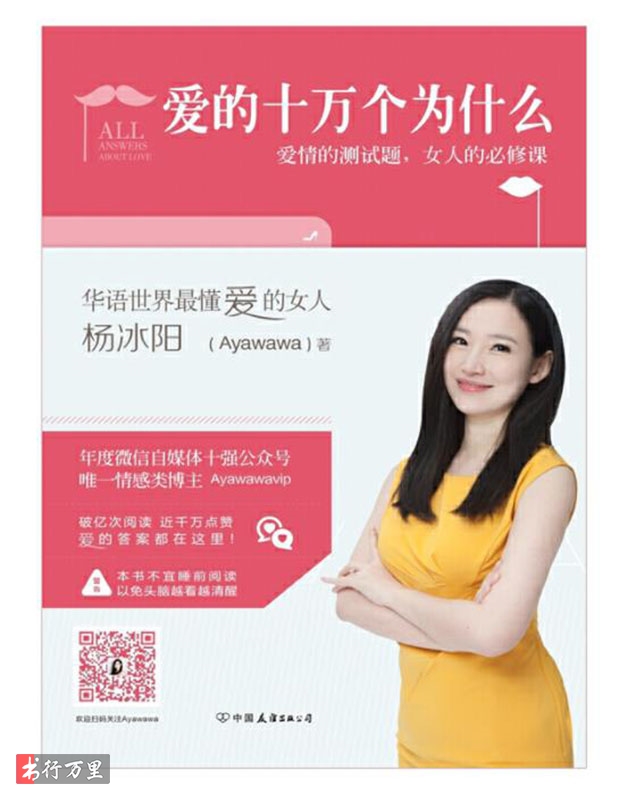 爱的十万个为什么
ALL
ANSWERS
ABOUT LOVE
爱情的测试题，女人的必修课
华语世界最懂爱的女人
杨冰阳 (Ayawawa) 著
年度微信自媒体十强公众号
唯一情感类博主 Ayawawavip
破亿次阅读 近千万点赞
爱的答案都在这里！
警告
本书不宜睡前阅读
以免头脑越看越清醒
欢迎扫码关注Ayawawa
中国友谊出版公司
书行万里